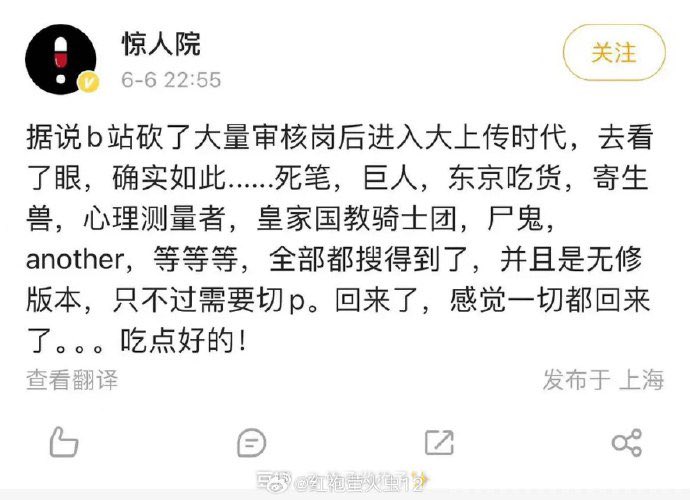 惊人院
6-6 22:55
关注
据说b站砍了大量审核岗后进入大上传时代，去看
了眼，确实如此......死笔，巨人，东京吃货，寄生
兽，心理测量者，皇家国教骑士团，尸鬼，
another，等等等，全部都搜得到了，并且是无修
版本，只不过需要切p。回来了，感觉一切都回来
了。。。吃点好的！
查看翻译
发布于 上海
@红袍萤火虫12